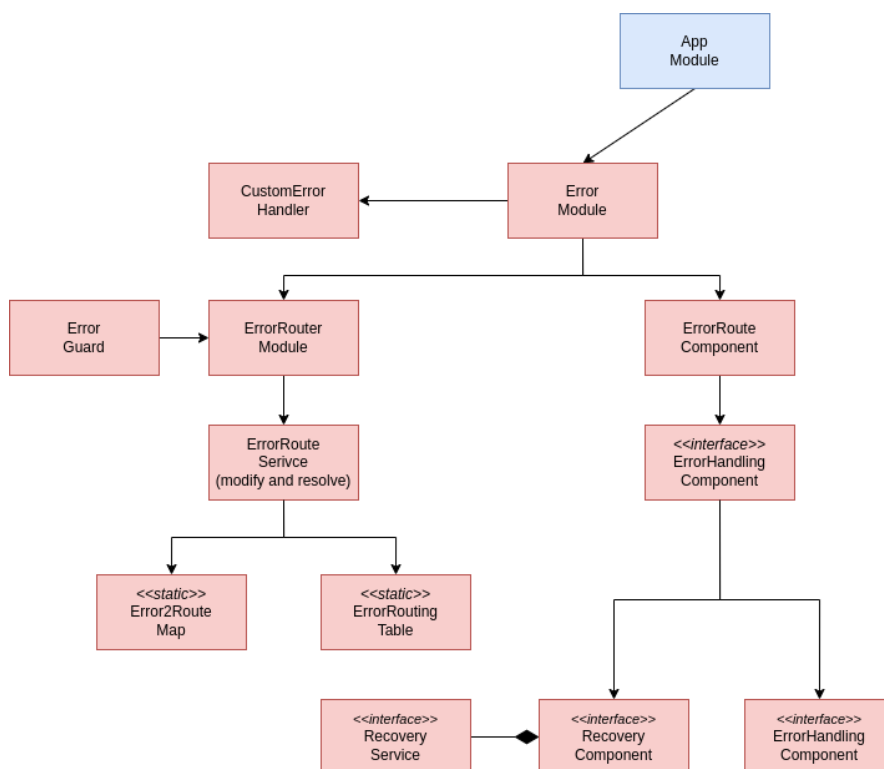 App
Module
CustomError
Handler
Error
Module
Error
Guard
ErrorRouter
Module
ErrorRoute
Component
ErrorRoute
Serivce
(modify and resolve)
<<interface>>
ErrorHandling
Component
<<static>>
Error2Route
Map
<<static>>
ErrorRouting
Table
<<interface>>
Recovery
Service
<<interface>>
Recovery
Component
<<interface>>
ErrorHandling
Component